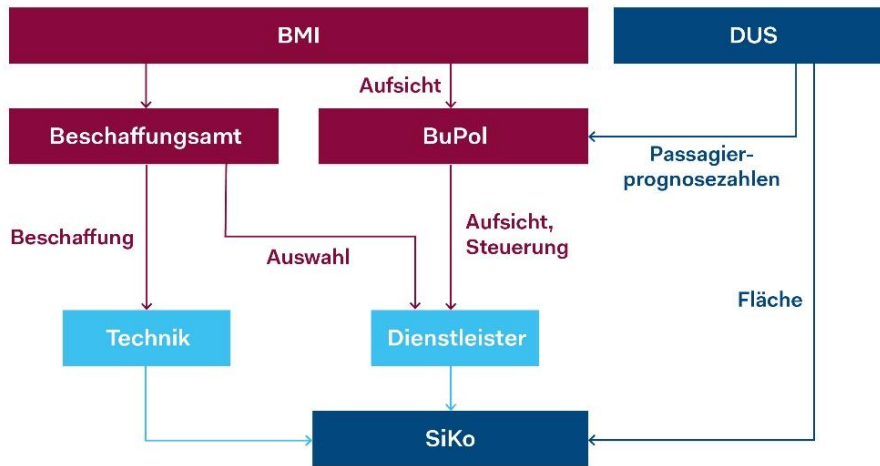 BMI
DUS
Aufsicht
Beschaffungsamt
BuPol
Passagier-
prognosezahlen
Beschaffung
Auswahl
Aufsicht,
Steuerung
Fläche
Technik
Dienstleister
SiKo